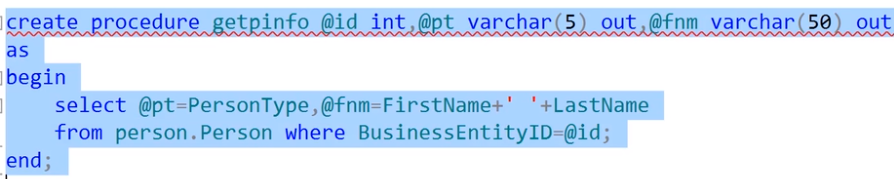 create procedure getpinfo @id int,@pt varchar(5) out,@fnm varchar(50) out
as
begin
    select @pt=PersonType,@fnm=FirstName+' '+LastName
    from person.Person where BusinessEntityID=@id;
end;